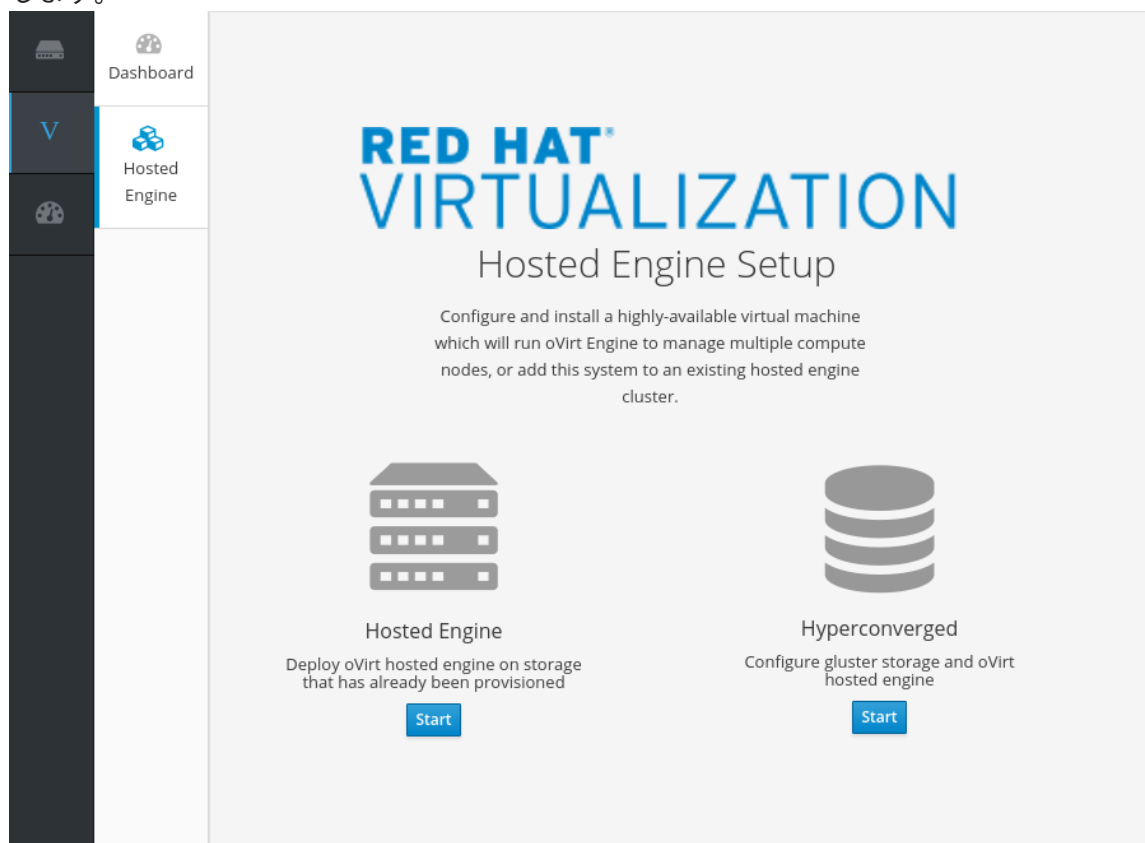 します。
Dashboard
V
Hosted
Engine
RED HAT®
VIRTUALIZATION
Hosted Engine Setup
Configure and install a highly-available virtual machine
which will run oVirt Engine to manage multiple compute
nodes, or add this system to an existing hosted engine
cluster.
Hosted Engine
Deploy oVirt hosted engine on storage
that has already been provisioned
Start
Hyperconverged
Configure gluster storage and oVirt
hosted engine
Start